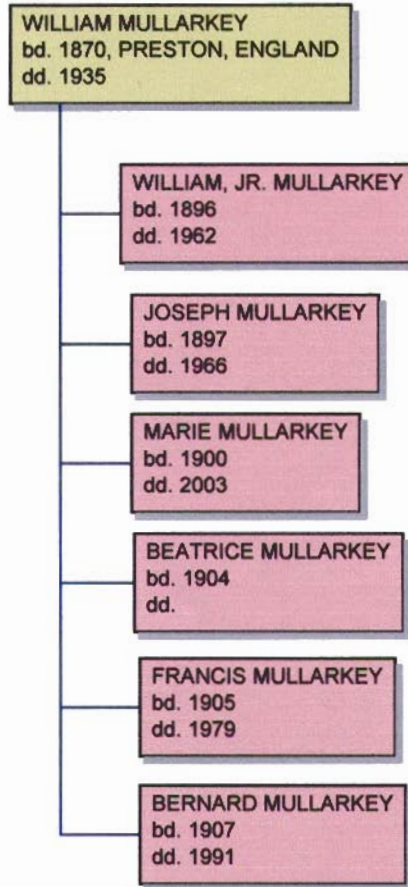 WILLIAM MULLARKEY
bd. 1870, PRESTON, ENGLAND
dd. 1935
WILLIAM, JR. MULLARKEY
bd. 1896
dd. 1962
JOSEPH MULLARKEY
bd. 1897
dd. 1966
MARIE MULLARKEY
bd. 1900
dd. 2003
BEATRICE MULLARKEY
bd. 1904
dd.
FRANCIS MULLARKEY
bd. 1905
dd. 1979
BERNARD MULLARKEY
bd. 1907
dd. 1991